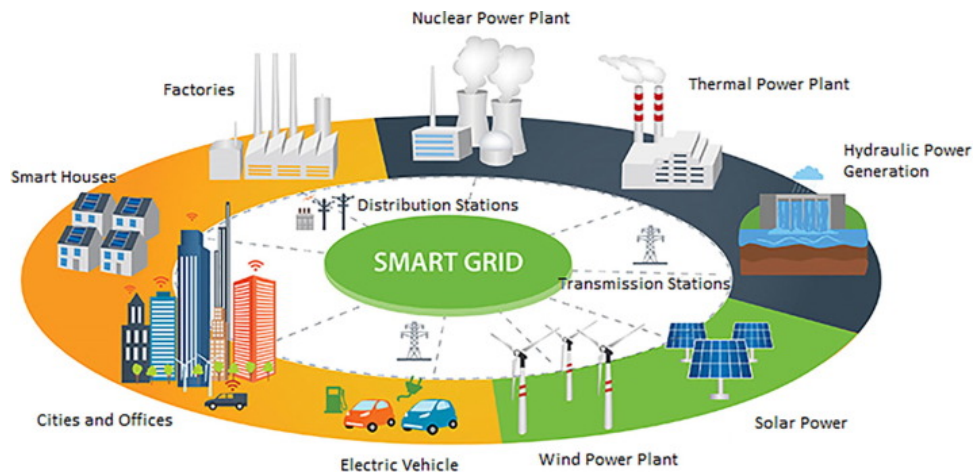 Nuclear Power Plant
Factories
Thermal Power Plant
Hydraulic Power
Generation
Smart Houses
Distribution Stations
SMART GRID
Transmission Stations
Cities and Offices
Solar Power
Electric Vehicle
Wind Power Plant